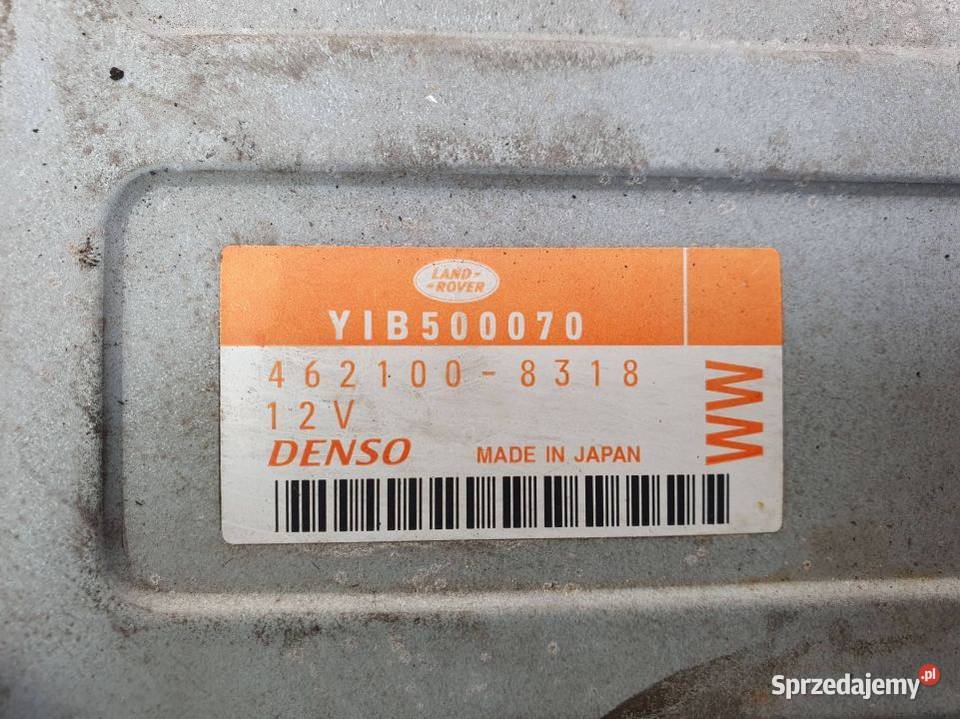 LAND-
-ROVER
YIB500070
462100-8318
12V
DENSO MADE IN JAPAN
WW
Sprzedajemy.pl